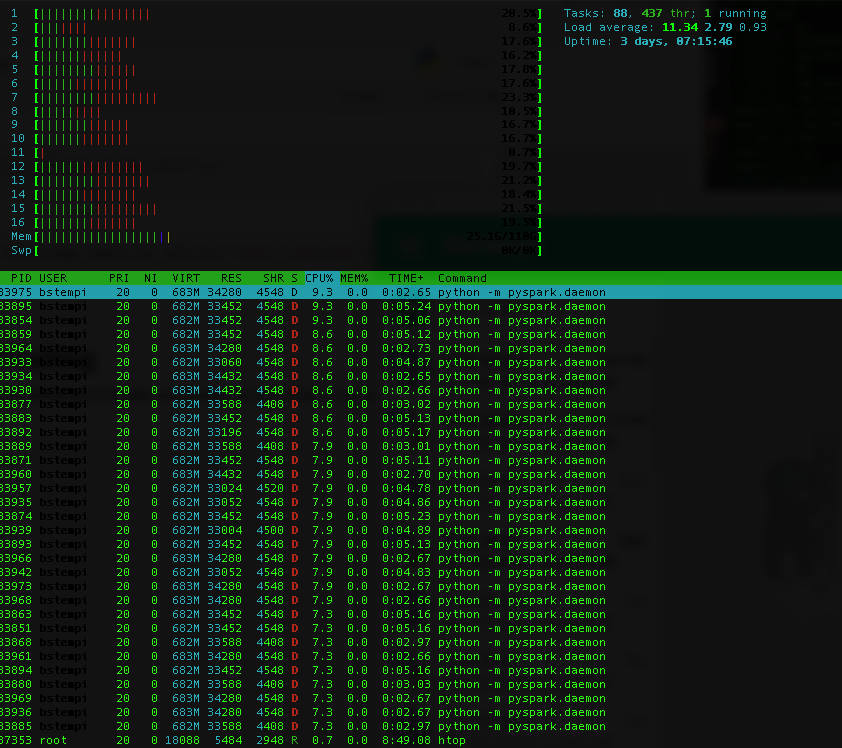 1 [ 20.5%] Tasks: 88, 437 thr; 1 running
2 [ 8.6%] Load average: 11.34 2.79 0.93
3 [ 17.6%] Uptime: 3 days, 07:15:46
4 [ 16.2%]
5 [ 17.8%]
6 [ 17.6%]
7 [ 23.3%]
8 [ 10.5%]
9 [ 16.7%]
10 [ 16.7%]
11 [ 0.7%]
12 [ 19.7%]
13 [ 21.2%]
14 [ 18.4%]
15 [ 21.5%]
16 [ 19.5%]
Mem[ 25.1G/118G]
Swp[ 0K/0K]
PID USER PRI NI VIRT RES SHR S CPU% MEM% TIME+ Command
33975 bstempi 20 0 683M 34280 4548 D 9.3 0.0 0:02.65 python -m pyspark.daemon
33895 bstempi 20 0 682M 33452 4548 D 9.3 0.0 0:05.24 python -m pyspark.daemon
33854 bstempi 20 0 682M 33452 4548 D 9.3 0.0 0:05.06 python -m pyspark.daemon
33859 bstempi 20 0 682M 33452 4548 D 8.6 0.0 0:05.12 python -m pyspark.daemon
33964 bstempi 20 0 683M 34280 4548 D 8.6 0.0 0:02.73 python -m pyspark.daemon
33933 bstempi 20 0 682M 33060 4548 D 8.6 0.0 0:04.87 python -m pyspark.daemon
33934 bstempi 20 0 683M 34432 4548 D 8.6 0.0 0:02.65 python -m pyspark.daemon
33930 bstempi 20 0 683M 34432 4548 D 8.6 0.0 0:02.66 python -m pyspark.daemon
33877 bstempi 20 0 682M 33588 4408 D 8.6 0.0 0:03.02 python -m pyspark.daemon
33883 bstempi 20 0 682M 33452 4548 D 8.6 0.0 0:05.13 python -m pyspark.daemon
33892 bstempi 20 0 682M 33196 4548 D 8.6 0.0 0:05.17 python -m pyspark.daemon
33889 bstempi 20 0 682M 33588 4408 D 7.9 0.0 0:03.01 python -m pyspark.daemon
33871 bstempi 20 0 682M 33452 4548 D 7.9 0.0 0:05.11 python -m pyspark.daemon
33960 bstempi 20 0 683M 34432 4548 D 7.9 0.0 0:02.70 python -m pyspark.daemon
33957 bstempi 20 0 682M 33024 4520 D 7.9 0.0 0:04.78 python -m pyspark.daemon
33935 bstempi 20 0 682M 33052 4548 D 7.9 0.0 0:04.86 python -m pyspark.daemon
33874 bstempi 20 0 682M 33452 4548 D 7.9 0.0 0:05.23 python -m pyspark.daemon
33939 bstempi 20 0 682M 33004 4500 D 7.9 0.0 0:04.89 python -m pyspark.daemon
33893 bstempi 20 0 682M 33452 4548 D 7.9 0.0 0:05.13 python -m pyspark.daemon
33966 bstempi 20 0 683M 34280 4548 D 7.9 0.0 0:02.67 python -m pyspark.daemon
33942 bstempi 20 0 682M 33052 4548 D 7.9 0.0 0:04.83 python -m pyspark.daemon
33973 bstempi 20 0 683M 34280 4548 D 7.9 0.0 0:02.67 python -m pyspark.daemon
33968 bstempi 20 0 683M 34280 4548 D 7.9 0.0 0:02.66 python -m pyspark.daemon
33863 bstempi 20 0 682M 33452 4548 D 7.3 0.0 0:05.16 python -m pyspark.daemon
33851 bstempi 20 0 682M 33452 4548 D 7.3 0.0 0:05.16 python -m pyspark.daemon
33868 bstempi 20 0 682M 33588 4408 D 7.3 0.0 0:02.97 python -m pyspark.daemon
33961 bstempi 20 0 683M 34280 4548 D 7.3 0.0 0:02.66 python -m pyspark.daemon
33894 bstempi 20 0 682M 33452 4548 D 7.3 0.0 0:05.16 python -m pyspark.daemon
33880 bstempi 20 0 682M 33588 4408 D 7.3 0.0 0:03.03 python -m pyspark.daemon
33969 bstempi 20 0 683M 34280 4548 D 7.3 0.0 0:02.67 python -m pyspark.daemon
33936 bstempi 20 0 683M 34280 4548 D 7.3 0.0 0:02.67 python -m pyspark.daemon
33885 bstempi 20 0 682M 33588 4408 D 7.3 0.0 0:02.97 python -m pyspark.daemon
37353 root 20 0 18088 5484 2948 R 0.7 0.0 8:49.08 htop